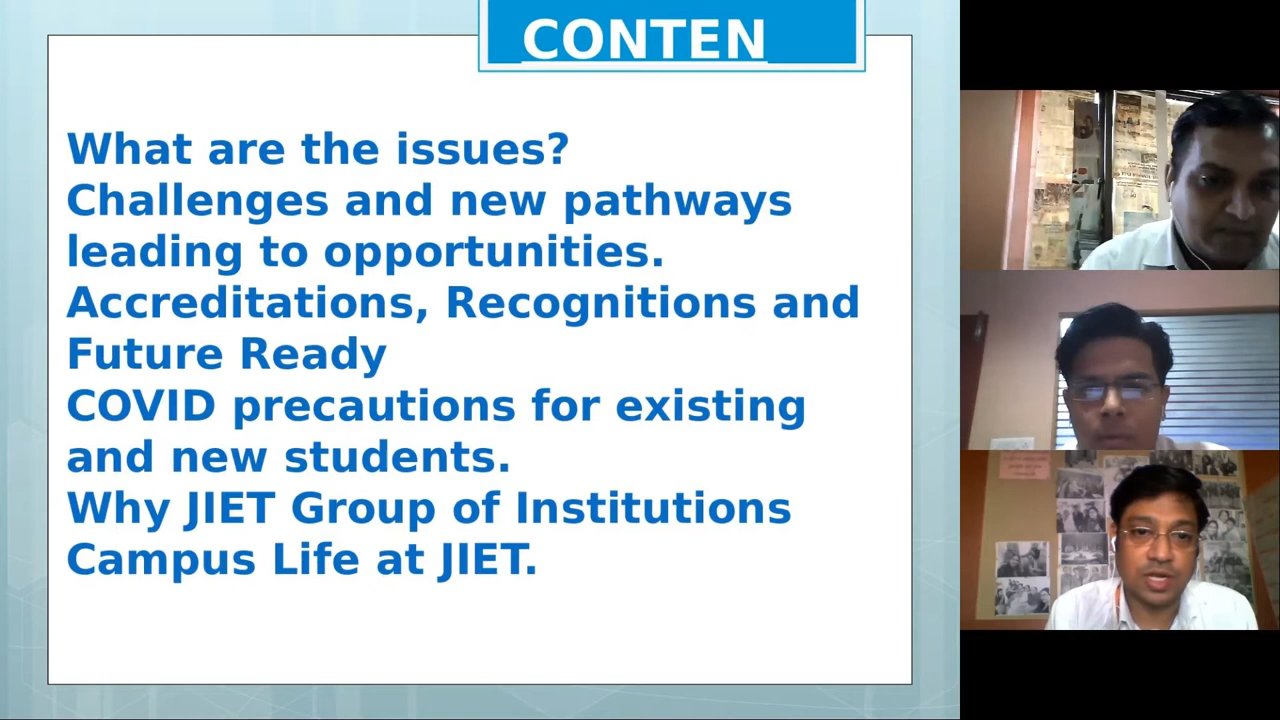 CONTEN
What are the issues?
Challenges and new pathways
leading to opportunities.
Accreditations, Recognitions and
Future Ready
COVID precautions for existing
and new students.
Why JIET Group of Institutions
Campus Life at JIET.